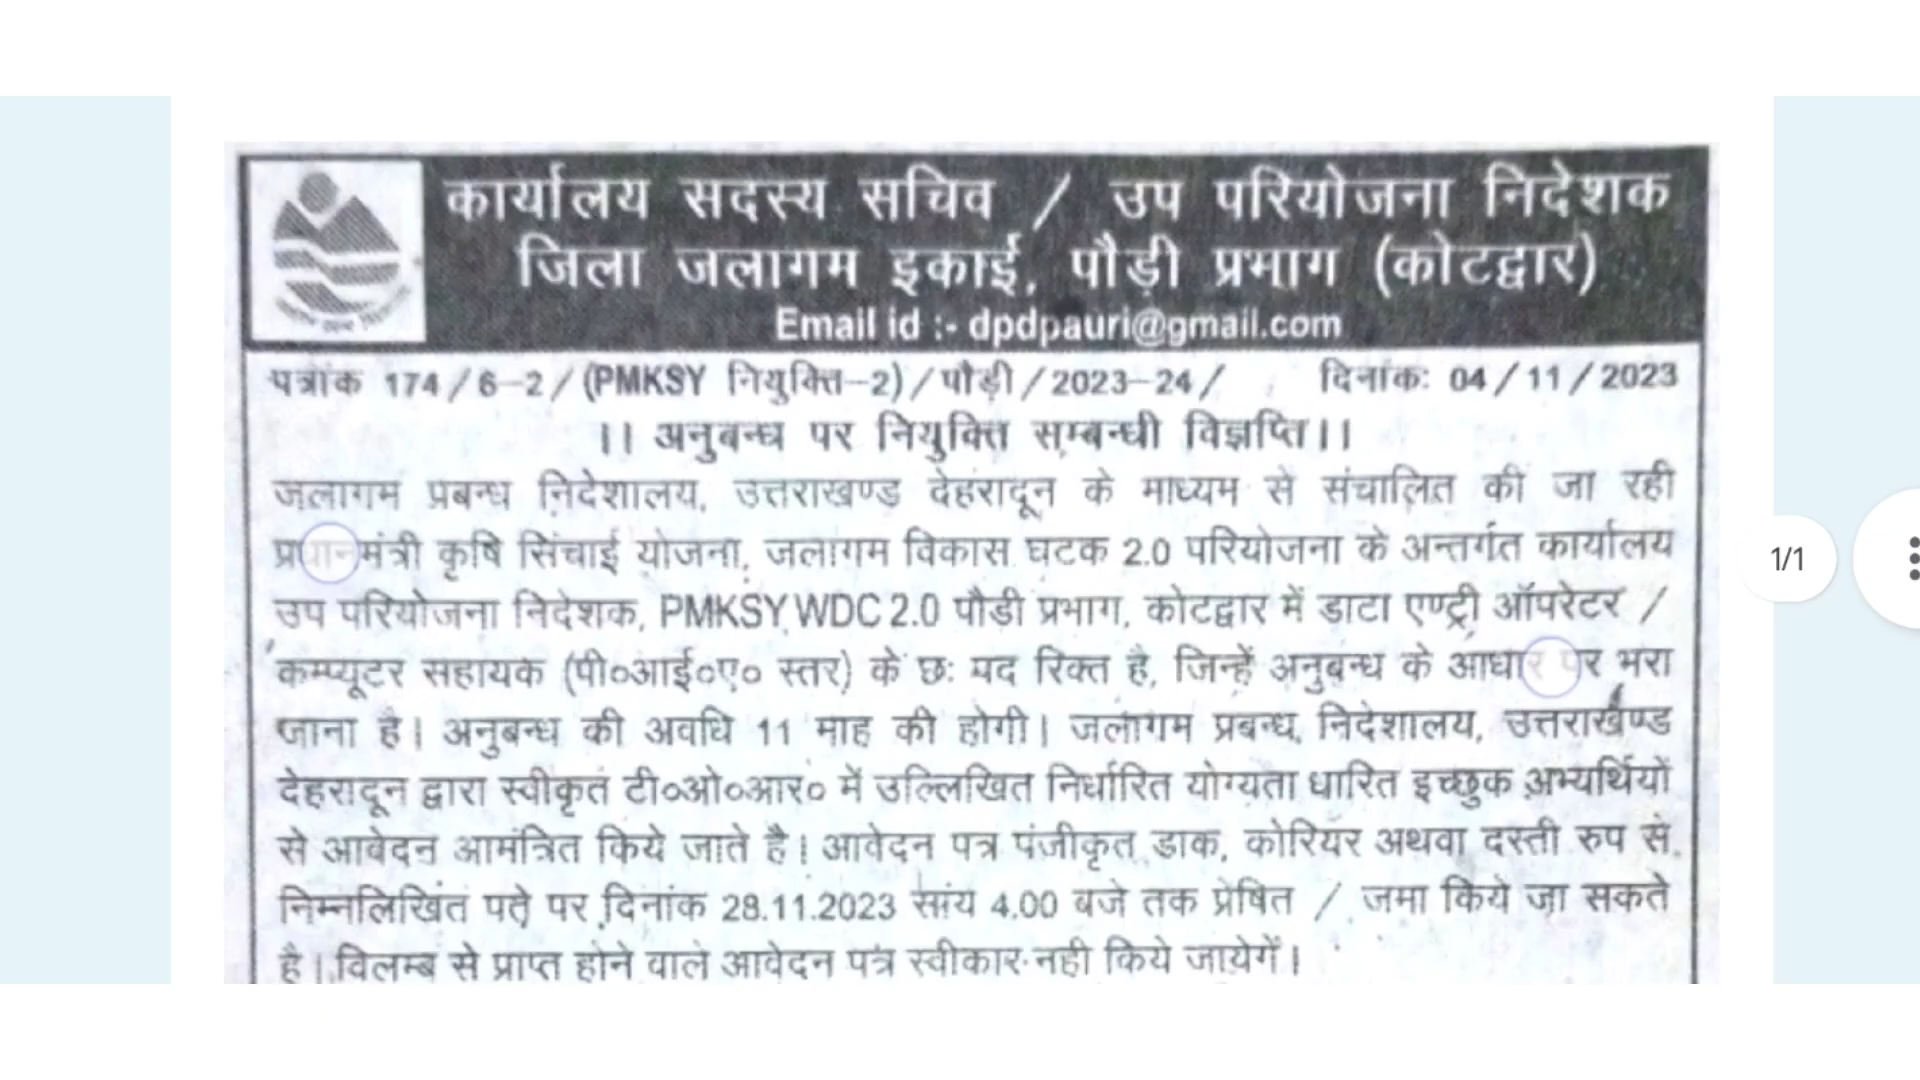 कार्यालय सदस्य सचिव / उप परियोजना निदेशक
जिला जलागम इकाई, पौड़ी प्रभाग (कोटद्वार)
Email id :- dpdpauri@gmail.com
पत्रांक 174/6-2/(PMKSY नियुक्ति-2)/पौड़ी/2023-24/ दिनांक: 04/11/2023
।। अनुबन्ध पर नियुक्ति सम्बन्धी विज्ञप्ति।।
जलागम प्रबन्ध निदेशालय, उत्तराखण्ड देहरादून के माध्यम से संचालित की जा रही
प्रधानमंत्री कृषि सिंचाई योजना, जलागम विकास घटक 2.0 परियोजना के अन्तर्गत कार्यालय
उप परियोजना निदेशक, PMKSY WDC 2.0 पौडी प्रभाग, कोटद्वार में डाटा एण्ट्री ऑपरेटर /
कम्प्यूटर सहायक (पी०आई०ए० स्तर) के छः पद रिक्त है, जिन्हें अनुबन्ध के आधार पर भरा
जाना है। अनुबन्ध की अवधि 11 माह की होगी। जलागम प्रबन्ध निदेशालय, उत्तराखण्ड
देहरादून द्वारा स्वीकृत टी०ओ०आर० में उल्लिखित निर्धारित योग्यता धारित इच्छुक अभ्यर्थियों
से आवेदन आमंत्रित किये जाते है। आवेदन पत्र पंजीकृत डाक, कोरियर अथवा दस्ती रुप से
निम्नलिखित पते पर दिनांक 28.11.2023 सांय 4.00 बजे तक प्रेषित / जमा किये जा सकते
है। विलम्ब से प्राप्त होने वाले आवेदन पत्र स्वीकार नही किये जायेगें।
1/1